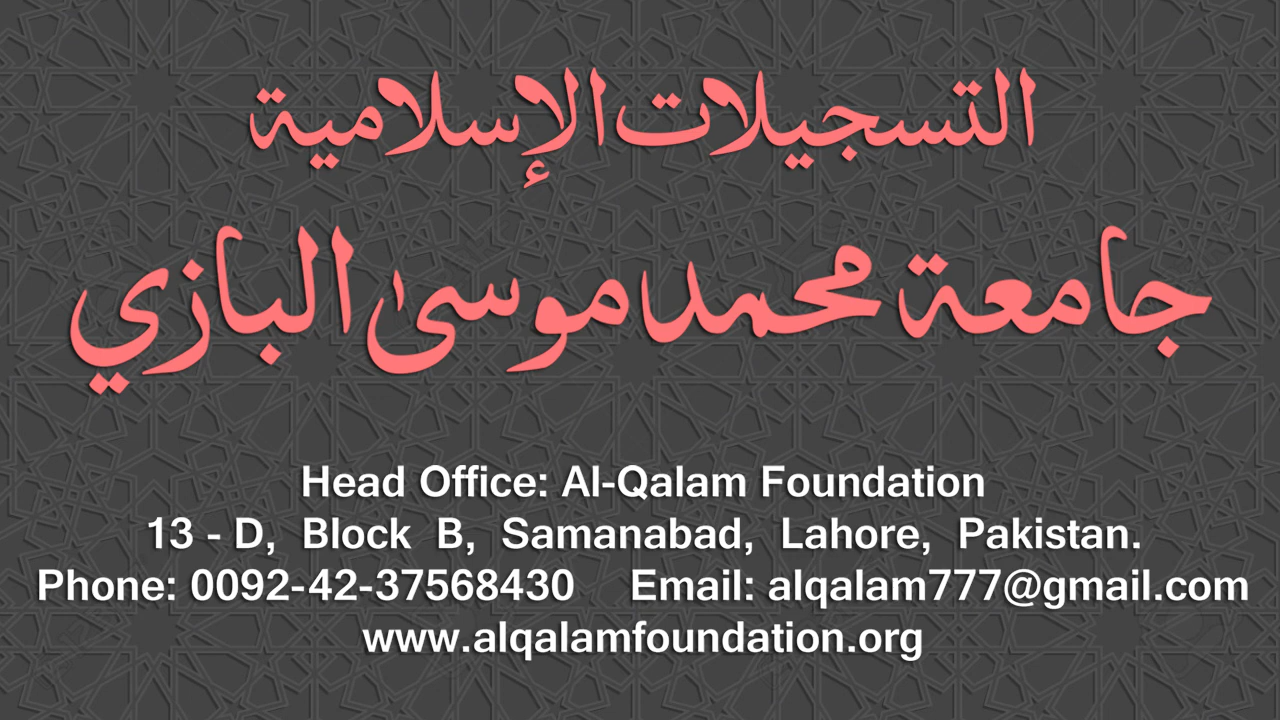 التسجيلات الإسلامية
جامعة محمد موسىٰ البازي
Head Office: Al-Qalam Foundation
13 - D, Block B, Samanabad, Lahore, Pakistan.
Phone: 0092-42-37568430 Email: alqalam777@gmail.com
www.alqalamfoundation.org